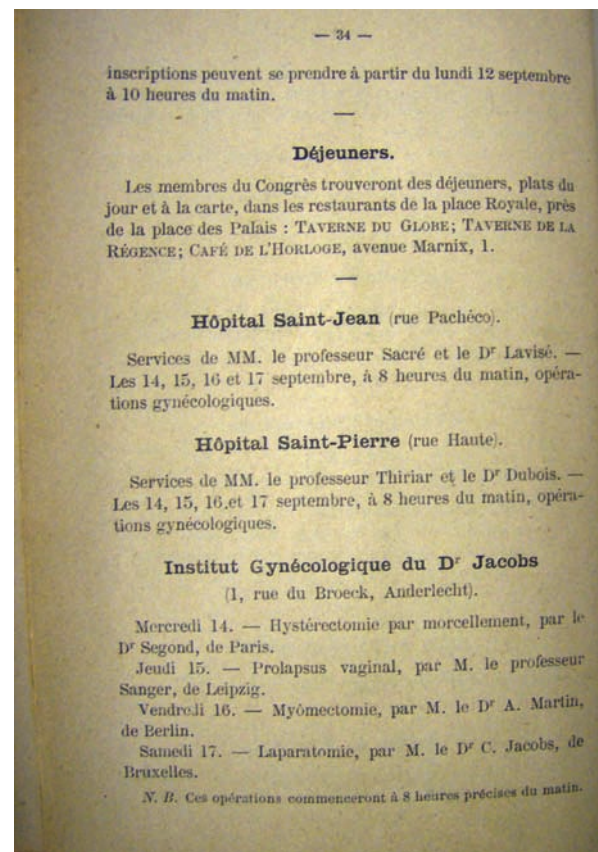 — 34 —
inscriptions peuvent se prendre à partir du lundi 12 septembre
à 10 heures du matin.
Déjeuners.
Les membres du Congrès trouveront des déjeuners, plats du
jour et à la carte, dans les restaurants de la place Royale, près
de la place des Palais : TAVERNE DU GLOBE; TAVERNE DE LA
RÉGENCE; CAFÉ DE L'HORLOGE, avenue Marnix, 1.
Hôpital Saint-Jean (rue Pachéco).
Services de MM. le professeur Sacré et le Dr Lavisé. —
Les 14, 15, 16 et 17 septembre, à 8 heures du matin, opéra-
tions gynécologiques.
Hôpital Saint-Pierre (rue Haute).
Services de MM. le professeur Thiriar et le Dr Dubois. —
Les 14, 15, 16 et 17 septembre, à 8 heures du matin, opéra-
tions gynécologiques.
Institut Gynécologique du Dr Jacobs
(1, rue du Broeck, Anderlecht).
Mercredi 14. — Hystérectomie par morcellement, par le
Dr Segond, de Paris.
Jeudi 15. — Prolapsus vaginal, par M. le professeur
Sanger, de Leipzig.
Vendredi 16. — Myômectomie, par M. le Dr A. Martin,
de Berlin.
Samedi 17. — Laparatomie, par M. le Dr C. Jacobs, de
Bruxelles.
N. B. Ces opérations commenceront à 8 heures précises du matin.